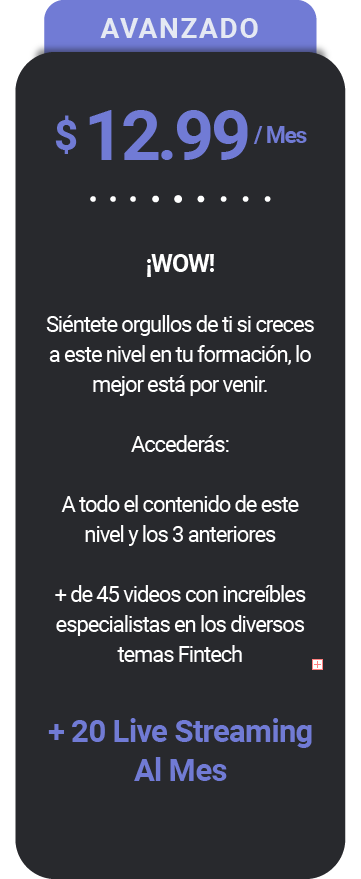 AVANZADO
$ 12.99 / Mes
¡WOW!
Siéntete orgullos de ti si creces
a este nivel en tu formación, lo
mejor está por venir.
Accederás:
A todo el contenido de este
nivel y los 3 anteriores
+ de 45 videos con increíbles
especialistas en los diversos
temas Fintech
+ 20 Live Streaming
Al Mes